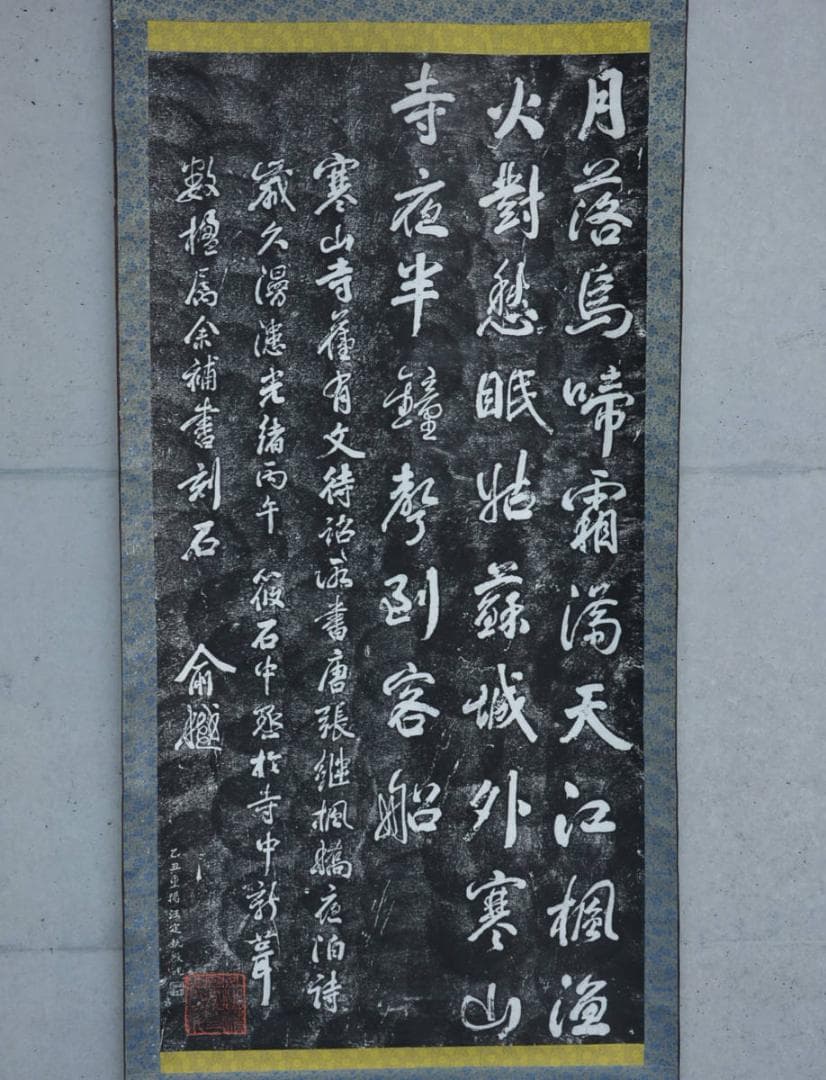 月落烏啼霜滿天江楓漁
火對愁眠姑蘇城外寒山
寺夜半鐘聲到客船
寒山寺舊有文待詔所書唐張繼楓橋夜泊詩
歲久漫漶光緒丙午筱石中丞於寺中新葺
數楹屬余補書刻石
俞樾
乙丑